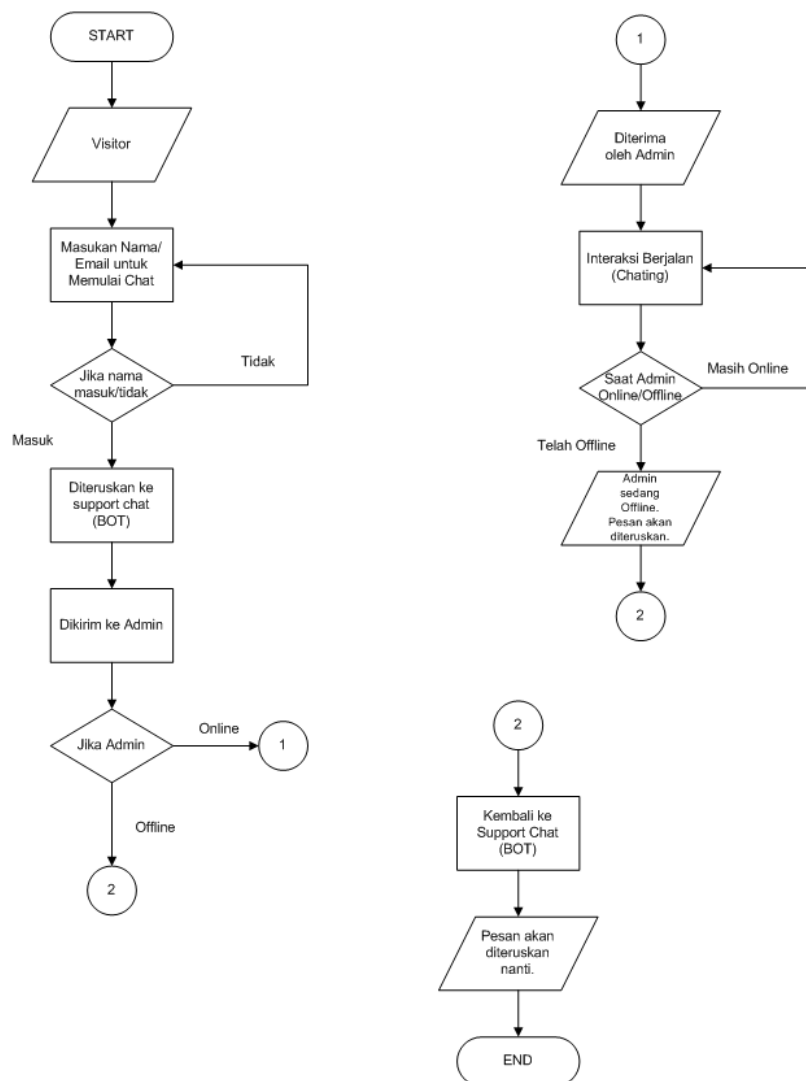 START
Visitor
Masukan Nama/
Email untuk
Memulai Chat
Tidak
Jika nama
masuk/tidak
Masuk
Diteruskan ke
support chat
(BOT)
Dikirim ke Admin
Jika Admin
Online
1
Offline
2
1
Diterima
oleh Admin
Interaksi Berjalan
(Chating)
Saat Admin
Online/Offline
Masih Online
Telah Offline
Admin
sedang
Offline.
Pesan akan
diteruskan.
2
2
Kembali ke
Support Chat
(BOT)
Pesan akan
diteruskan
nanti.
END